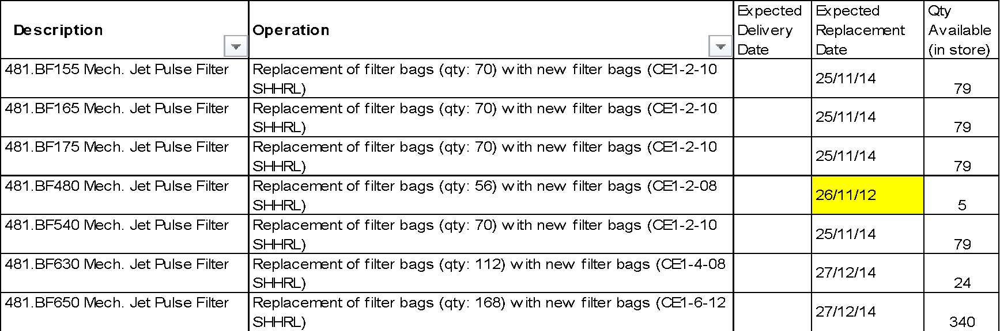 Description
Operation
Expected
Delivery
Date
Expected
Replacement
Date
Qty
Available
(in store)
481.BF155 Mech. Jet Pulse Filter
Replacement of filter bags (qty: 70) with new filter bags (CE1-2-10
SHHRL)
25/11/14
79
481.BF165 Mech. Jet Pulse Filter
Replacement of filter bags (qty: 70) with new filter bags (CE1-2-10
SHHRL)
25/11/14
79
481.BF175 Mech. Jet Pulse Filter
Replacement of filter bags (qty: 70) with new filter bags (CE1-2-10
SHHRL)
25/11/14
79
481.BF480 Mech. Jet Pulse Filter
Replacement of filter bags (qty: 56) with new filter bags (CE1-2-08
SHHRL)
26/11/12
5
481.BF540 Mech. Jet Pulse Filter
Replacement of filter bags (qty: 70) with new filter bags (CE1-2-10
SHHRL)
25/11/14
79
481.BF630 Mech. Jet Pulse Filter
Replacement of filter bags (qty: 112) with new filter bags (CE1-4-08
SHHRL)
27/12/14
24
481.BF650 Mech. Jet Pulse Filter
Replacement of filter bags (qty: 168) with new filter bags (CE1-6-12
SHHRL)
27/12/14
340